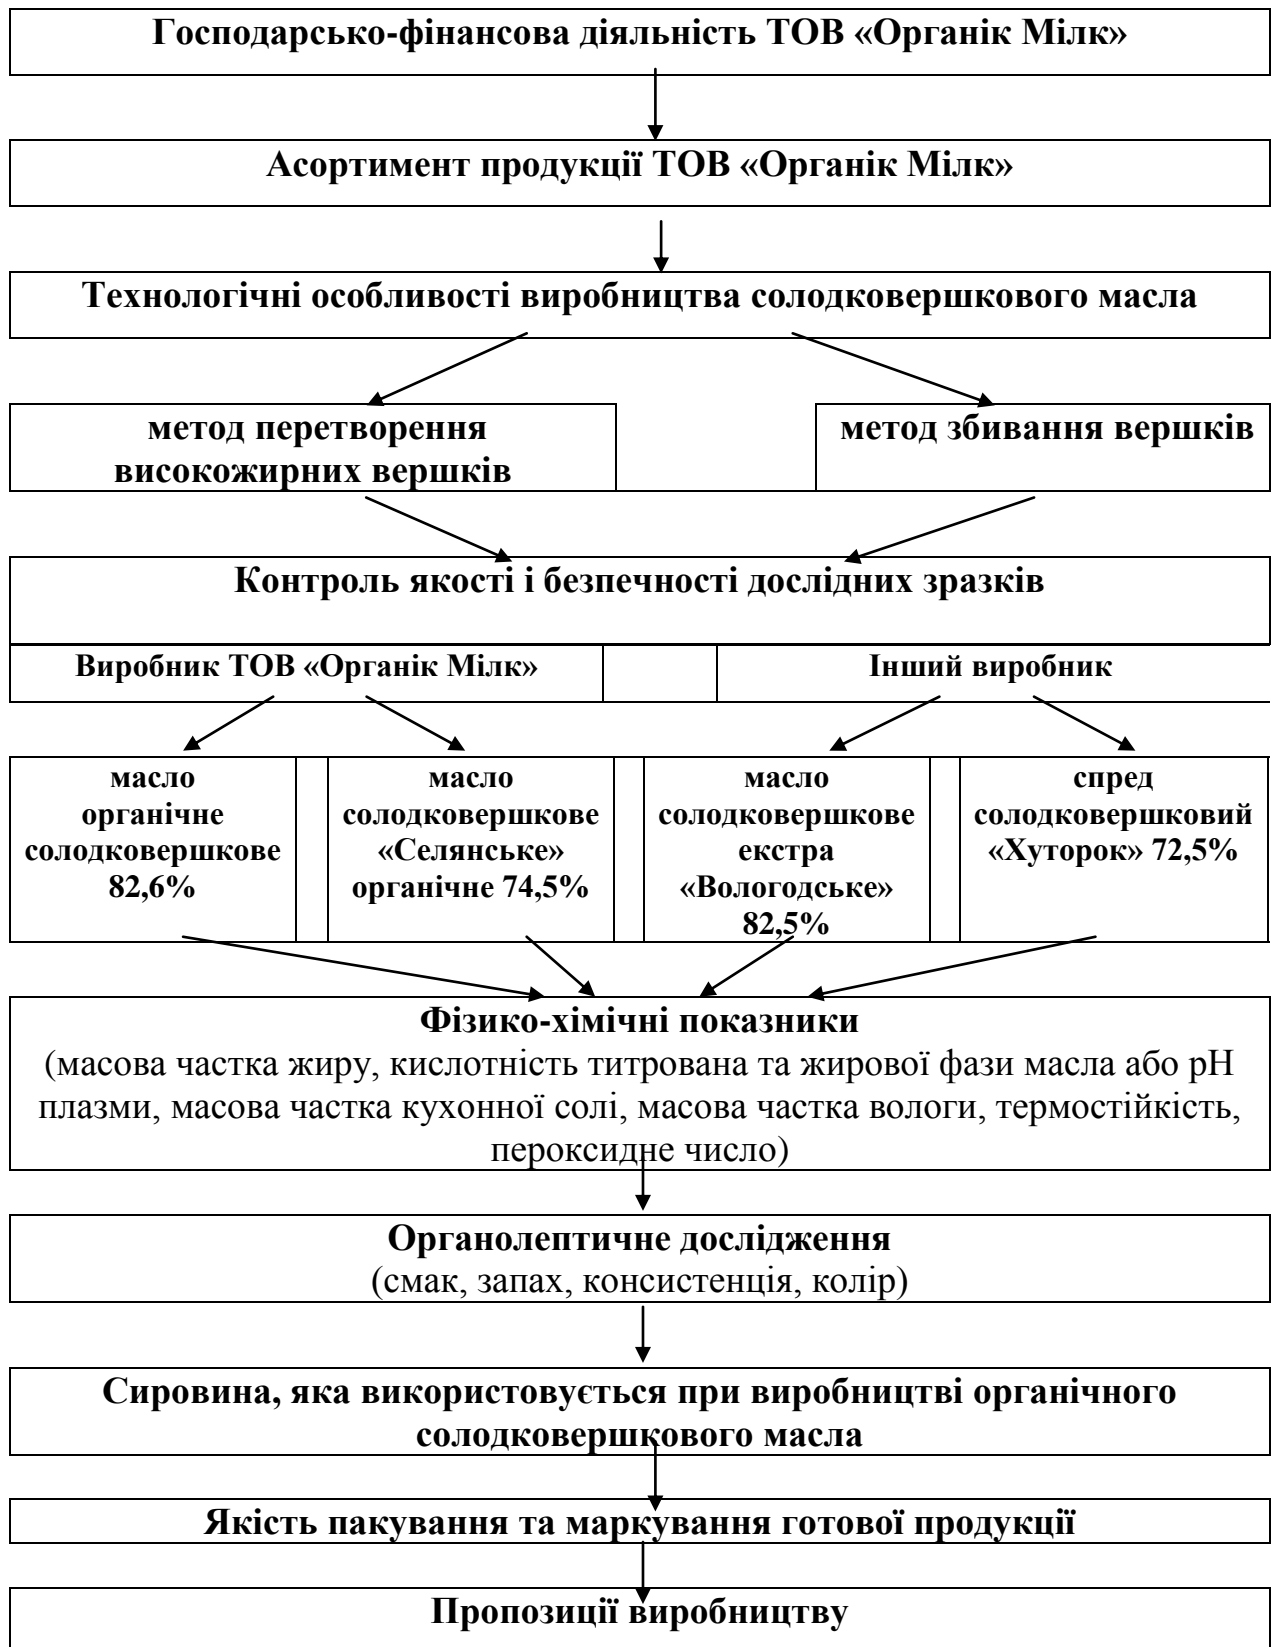 Господарсько-фінансова діяльність ТОВ «Органік Мілк»
Асортимент продукції ТОВ «Органік Мілк»
Технологічні особливості виробництва солодковершкового масла
метод перетворення
високожирних вершків
метод збивання вершків
Контроль якості і безпечності дослідних зразків
Виробник ТОВ «Органік Мілк»
Інший виробник
масло
органічне
солодковершкове
82,6%
масло
солодковершкове
«Селянське»
органічне 74,5%
масло
солодковершкове
екстра
«Вологодське»
82,5%
спред
солодковершковий
«Хуторок» 72,5%
Фізико-хімічні показники
(масова частка жиру, кислотність титрована та жирової фази масла або рН
плазми, масова частка кухонної солі, масова частка вологи, термостійкість,
пероксидне число)
Органолептичне дослідження
(смак, запах, консистенція, колір)
Сировина, яка використовується при виробництві органічного
солодковершкового масла
Якість пакування та маркування готової продукції
Пропозиції виробництву